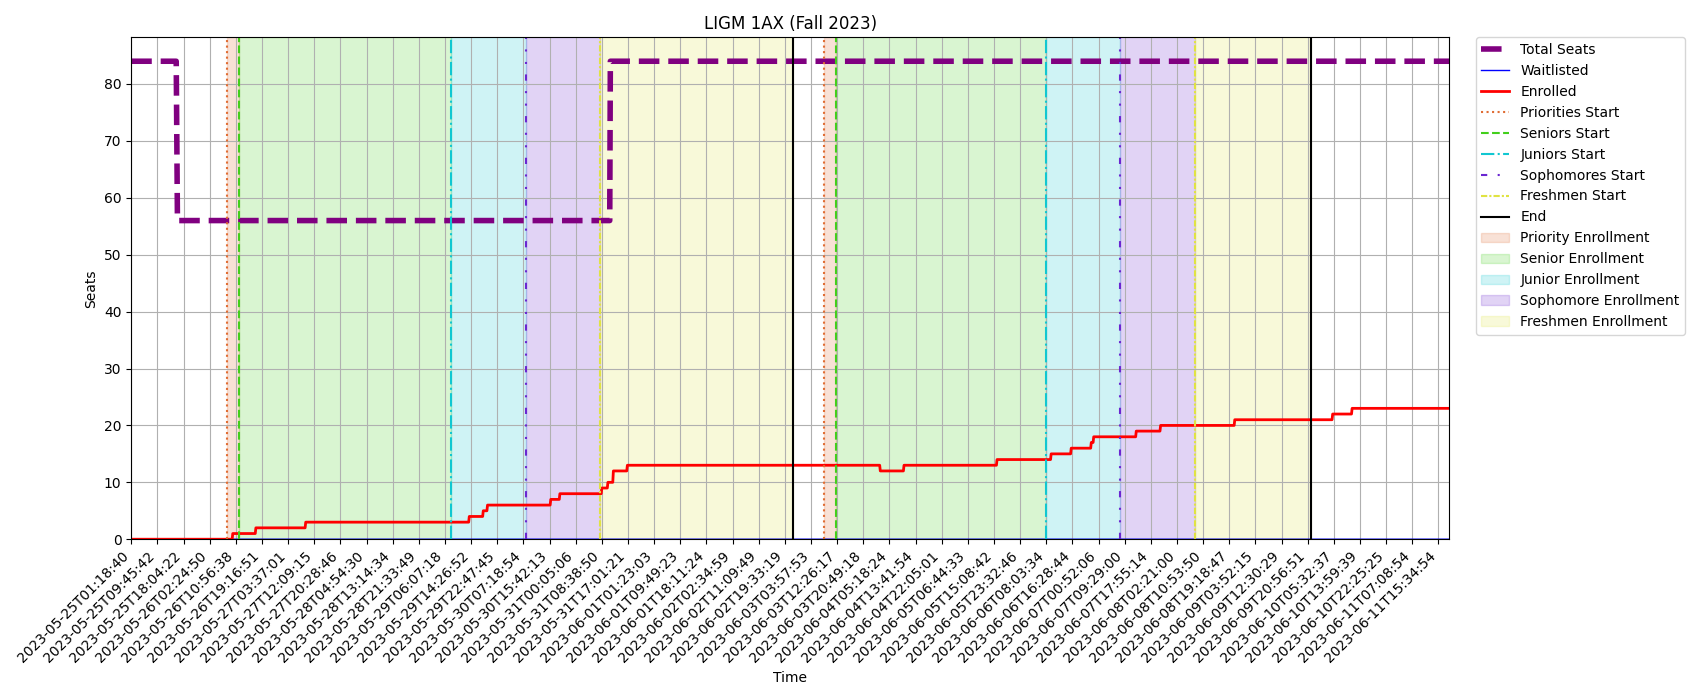 LIGM 1AX (Fall 2023)
Seats
80
70
60
50
40
30
20
10
0
2023-05-25T01:18:40
2023-05-25T09:45:42
2023-05-25T18:04:22
2023-05-26T02:24:50
2023-05-26T10:56:38
2023-05-26T19:16:51
2023-05-27T03:37:01
2023-05-27T12:09:15
2023-05-27T20:28:46
2023-05-28T04:54:30
2023-05-28T13:14:34
2023-05-28T21:33:49
2023-05-29T06:07:18
2023-05-29T14:26:52
2023-05-29T22:47:45
2023-05-30T07:18:54
2023-05-30T15:42:13
2023-05-31T00:05:06
2023-05-31T08:38:50
2023-05-31T17:01:21
2023-06-01T01:23:03
2023-06-01T09:49:23
2023-06-01T18:11:24
2023-06-02T02:34:59
2023-06-02T11:09:49
2023-06-02T19:33:19
2023-06-03T03:57:53
2023-06-03T12:26:17
2023-06-03T20:49:18
2023-06-04T05:18:24
2023-06-04T13:41:54
2023-06-04T22:05:01
2023-06-05T06:44:33
2023-06-05T15:08:42
2023-06-05T23:32:46
2023-06-06T08:03:34
2023-06-06T16:28:44
2023-06-07T00:52:06
2023-06-07T09:29:00
2023-06-07T17:55:14
2023-06-08T02:21:00
2023-06-08T10:53:50
2023-06-08T19:18:47
2023-06-09T03:52:15
2023-06-09T12:30:29
2023-06-09T20:56:51
2023-06-10T05:32:37
2023-06-10T13:59:39
2023-06-10T22:25:25
2023-06-11T07:08:54
2023-06-11T15:34:54
Time
Total Seats
Waitlisted
Enrolled
Priorities Start
Seniors Start
Juniors Start
Sophomores Start
Freshmen Start
End
Priority Enrollment
Senior Enrollment
Junior Enrollment
Sophomore Enrollment
Freshmen Enrollment